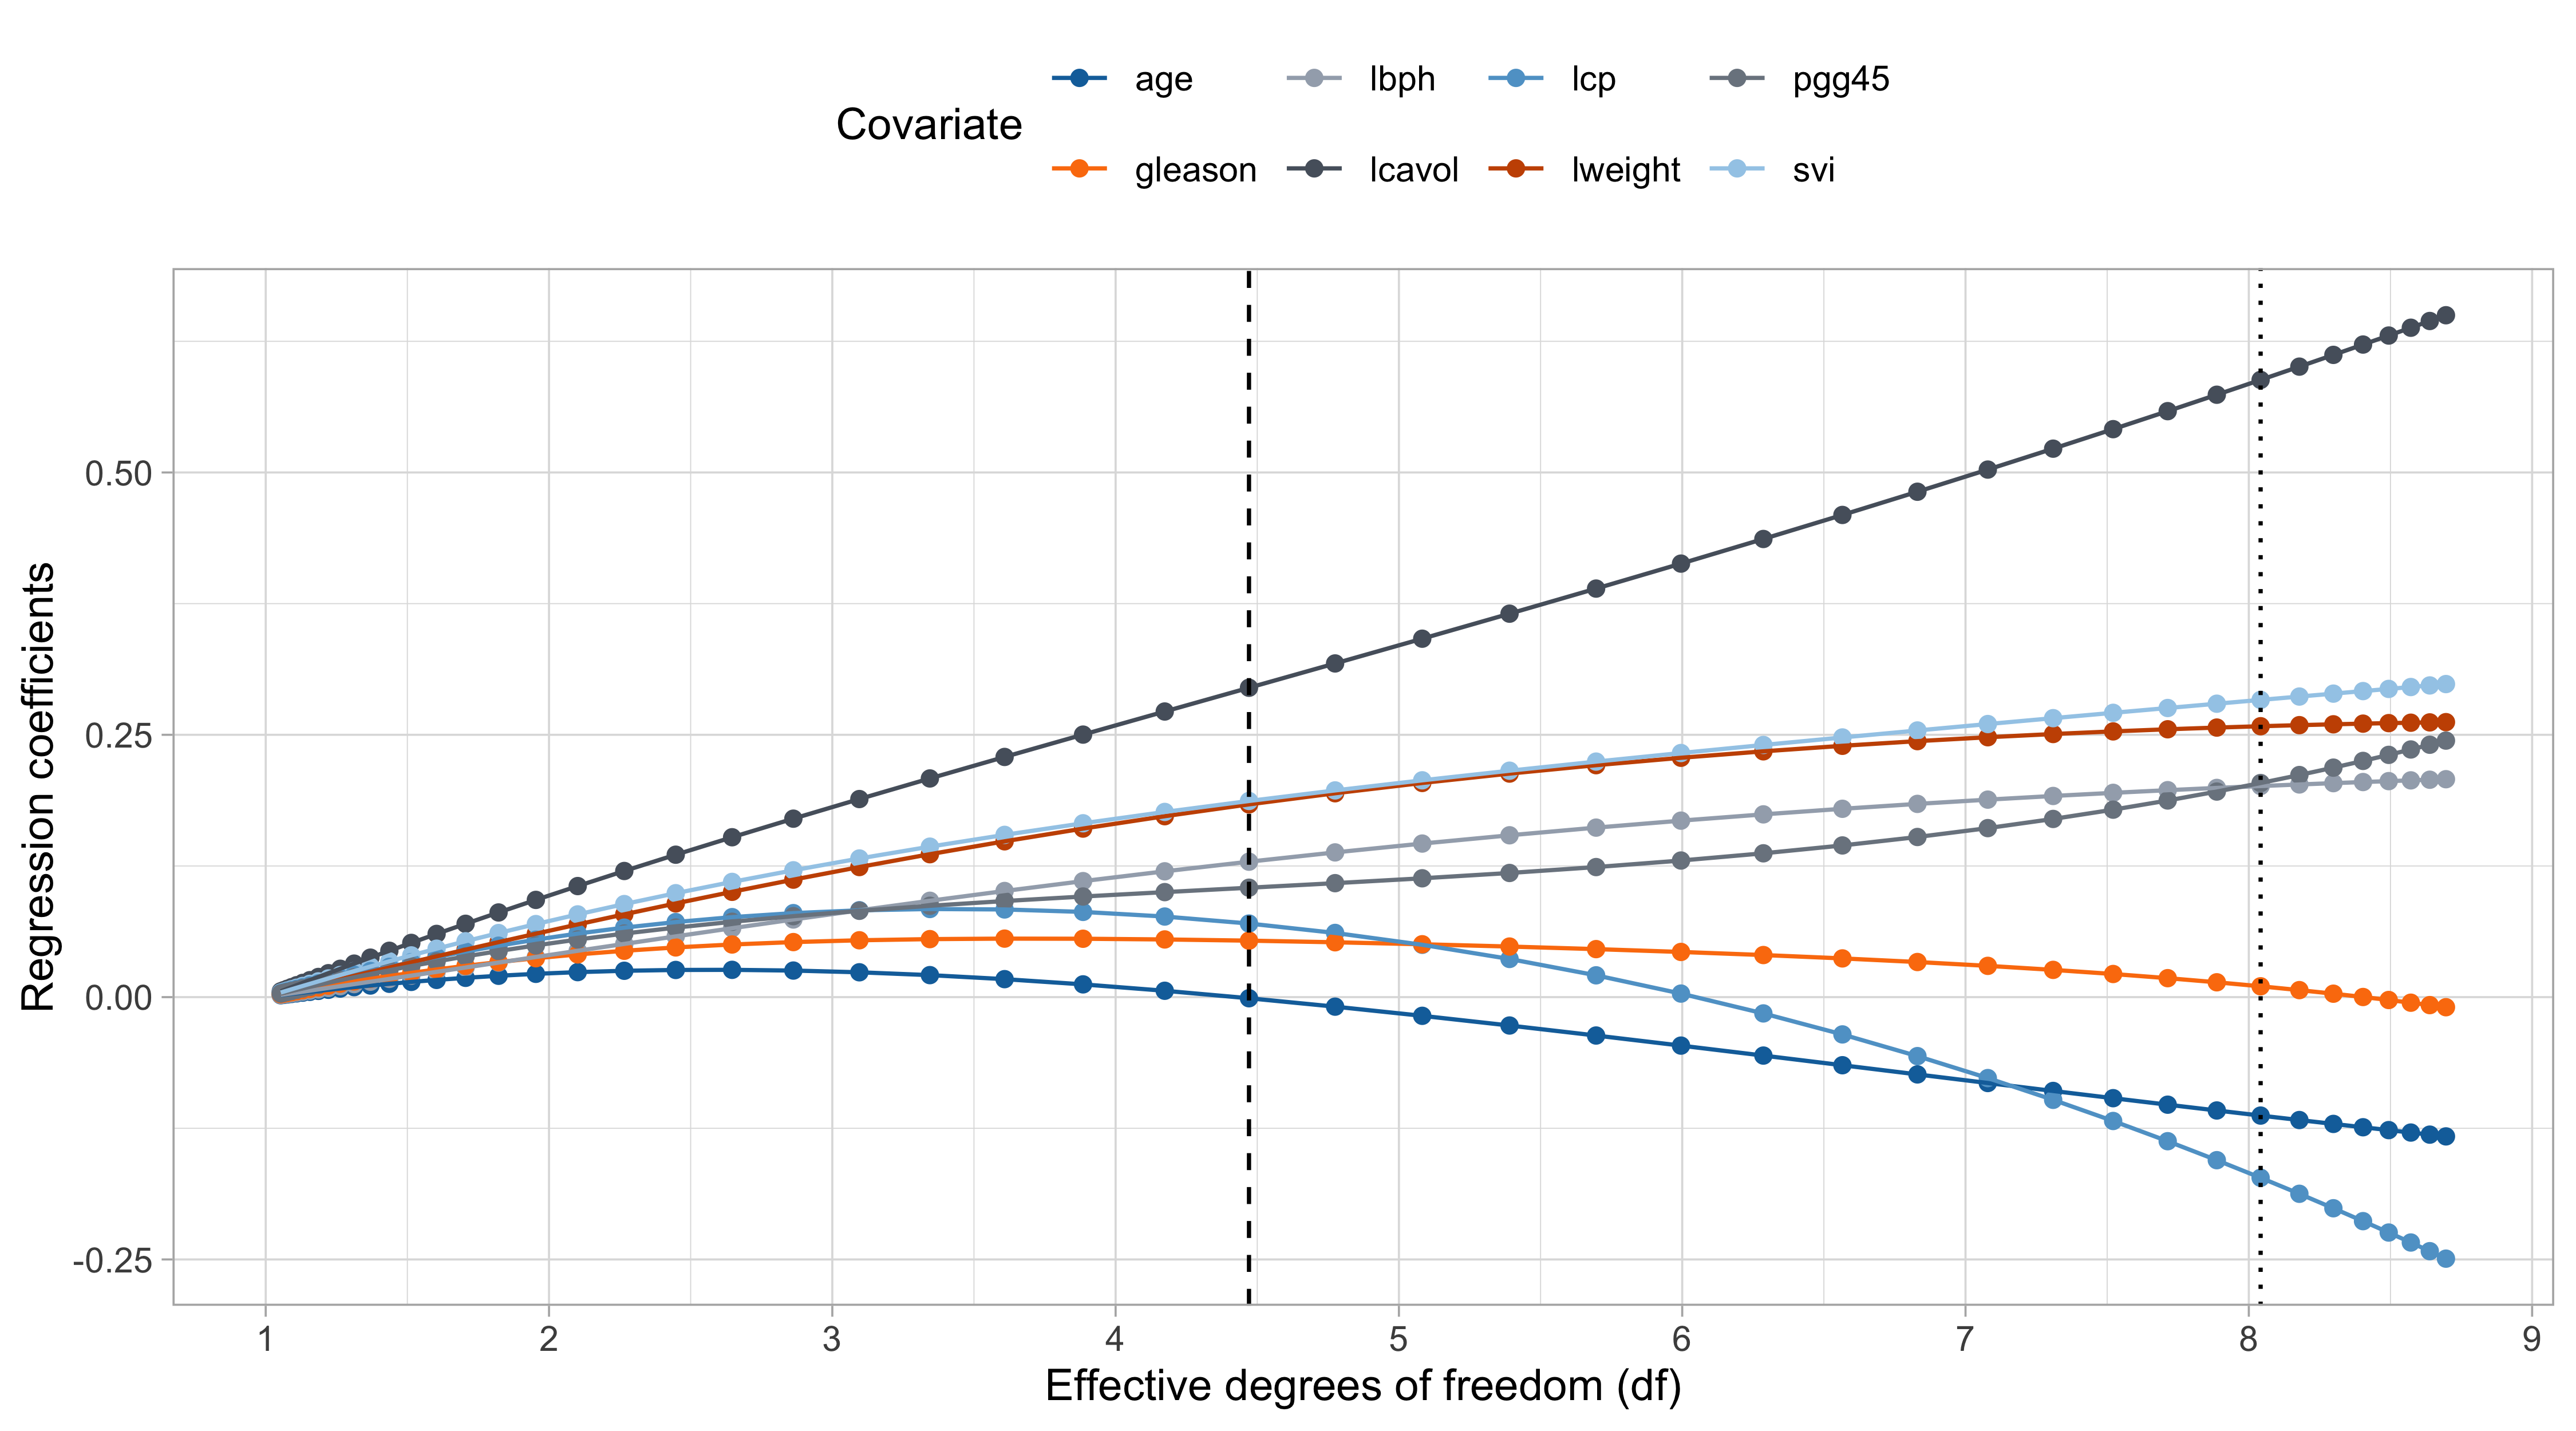 Covariate
age lbph lcp pgg45
gleason lcavol lweight svi
Regression coefficients
0.50
0.25
0.00
-0.25
1 2 3 4 5 6 7 8 9
Effective degrees of freedom (df)